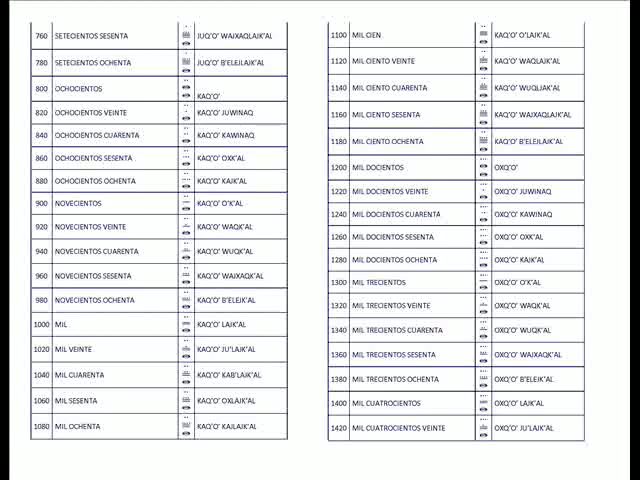 760 SETECIENTOS SESENTA JUQ'O' WAJXAQLAJK'AL
780 SETECIENTOS OCHENTA JUQ'O' B'ELEJLAJK'AL
800 OCHOCIENTOS KAQ'O'
820 OCHOCIENTOS VEINTE KAQ'O' JUWINAQ
840 OCHOCIENTOS CUARENTA KAQ'O' KAWINAQ
860 OCHOCIENTOS SESENTA KAQ'O' OXK'AL
880 OCHOCIENTOS OCHENTA KAQ'O' KAJK'AL
900 NOVECIENTOS KAQ'O' O'K'AL
920 NOVECIENTOS VEINTE KAQ'O' WAQK'AL
940 NOVECIENTOS CUARENTA KAQ'O' WUQK'AL
960 NOVECIENTOS SESENTA KAQ'O' WAJXAQK'AL
980 NOVECIENTOS OCHENTA KAQ'O' B'ELEJK'AL
1000 MIL KAQ'O' LAJK'AL
1020 MIL VEINTE KAQ'O' JU'LAJK'AL
1040 MIL CUARENTA KAQ'O' KAB'LAJK'AL
1060 MIL SESENTA KAQ'O' OXLAJK'AL
1080 MIL OCHENTA KAQ'O' KAJLAJK'AL
1100 MIL CIEN KAQ'O' O'LAJK'AL
1120 MIL CIENTO VEINTE KAQ'O' WAQLAJK'AL
1140 MIL CIENTO CUARENTA KAQ'O' WUQLJAK'AL
1160 MIL CIENTO SESENTA KAQ'O' WAJXAQLAJK'AL
1180 MIL CIENTO OCHENTA KAQ'O' B'ELEJLAJK'AL
1200 MIL DOCIENTOS OXQ'O'
1220 MIL DOCIENTOS VEINTE OXQ'O' JUWINAQ
1240 MIL DOCIENTOS CUARENTA OXQ'O' KAWINAQ
1260 MIL DOCIENTOS SESENTA OXQ'O' OXK'AL
1280 MIL DOCIENTOS OCHENTA OXQ'O' KAJK'AL
1300 MIL TRECIENTOS OXQ'O' O'K'AL
1320 MIL TRECIENTOS VEINTE OXQ'O' WAQK'AL
1340 MIL TRECIENTOS CUARENTA OXQ'O' WUQK'AL
1360 MIL TRECIENTOS SESENTA OXQ'O' WAJXAQK'AL
1380 MIL TRECIENTOS OCHENTA OXQ'O' B'ELEJK'AL
1400 MIL CUATROCIENTOS OXQ'O' LAJK'AL
1420 MIL CUATROCIENTOS VEINTE OXQ'O' JU'LAJK'AL